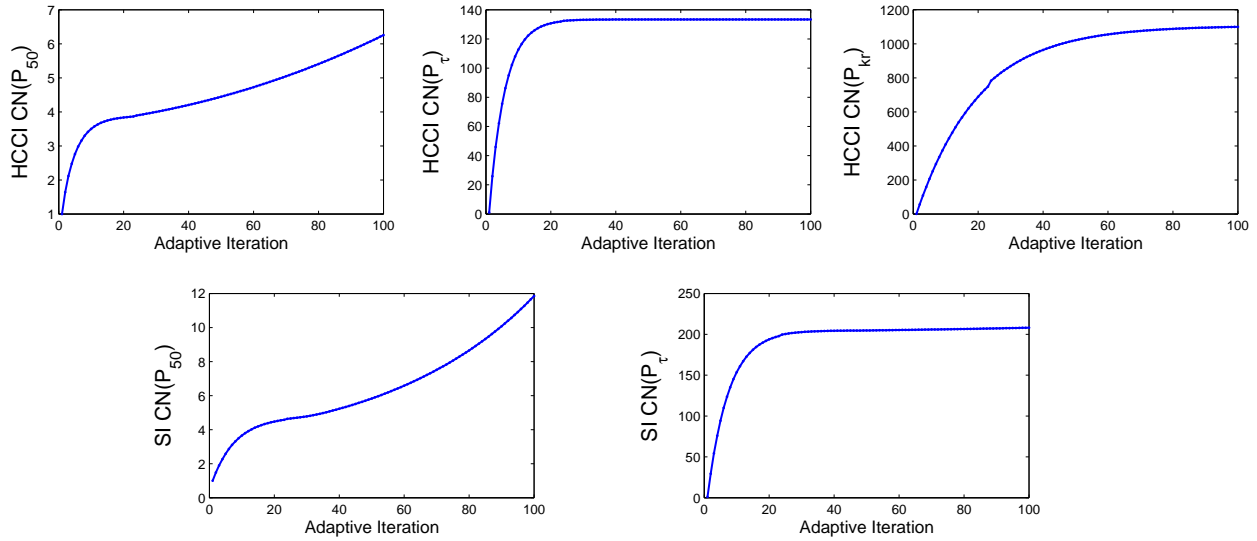 HCCI CN(P50)
7
6
5
4
3
2
1
0 20 40 60 80 100
Adaptive Iteration
HCCI CN(Pτ)
140
120
100
80
60
40
20
0
0 20 40 60 80 100
Adaptive Iteration
HCCI CN(Pkr)
1200
1000
800
600
400
200
0
0 20 40 60 80 100
Adaptive Iteration
SI CN(P50)
12
10
8
6
4
2
0
0 20 40 60 80 100
Adaptive Iteration
SI CN(Pτ)
250
200
150
100
50
0
0 20 40 60 80 100
Adaptive Iteration